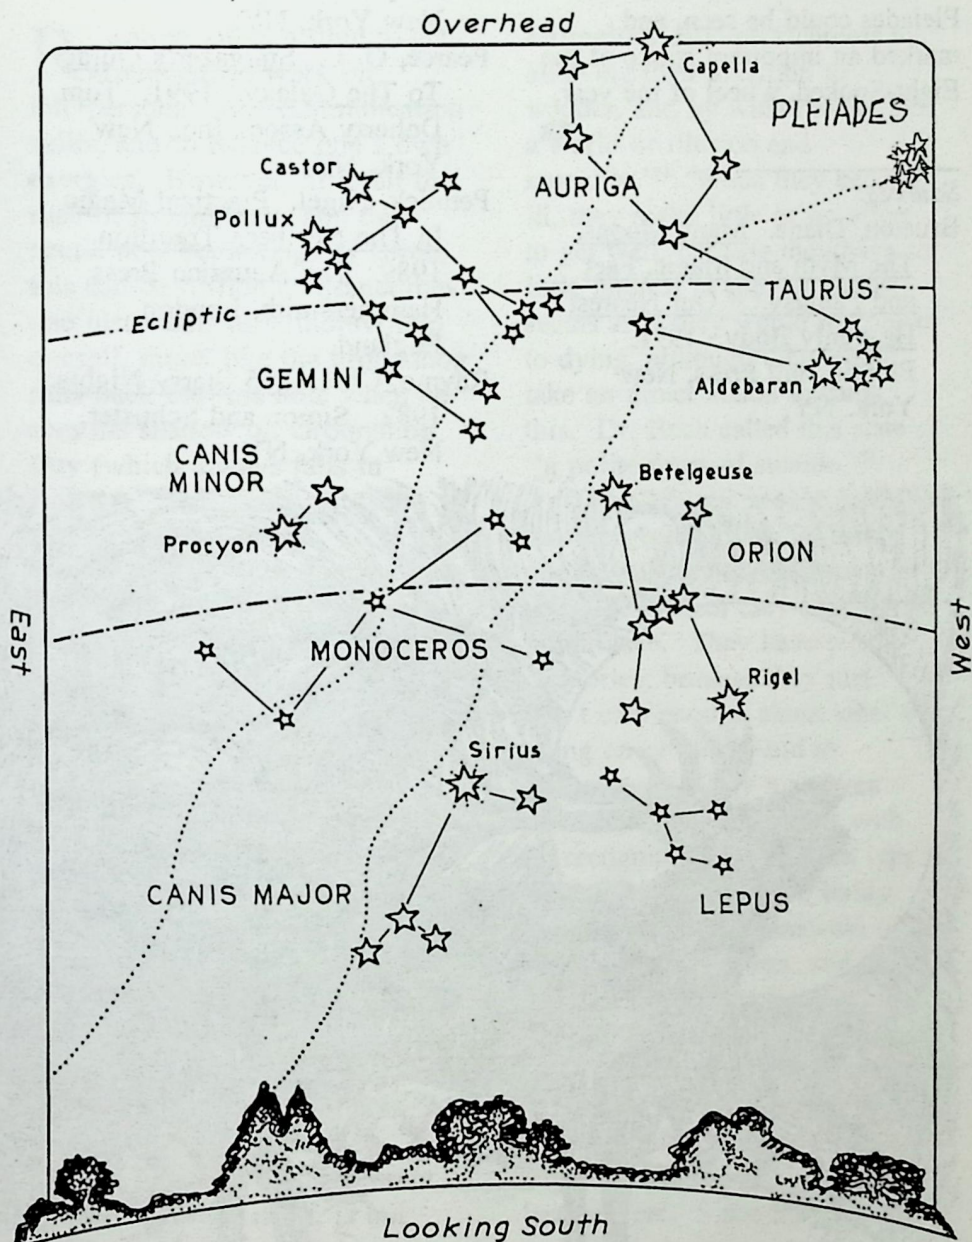 Overhead
Capella
PLEIADES
Castor
AURIGA
Pollux
TAURUS
Ecliptic
GEMINI
Aldebaran
CANIS
MINOR
Betelgeuse
Procyon
ORION
East
West
MONOCEROS
Rigel
Sirius
CANIS MAJOR
LEPUS
Looking South